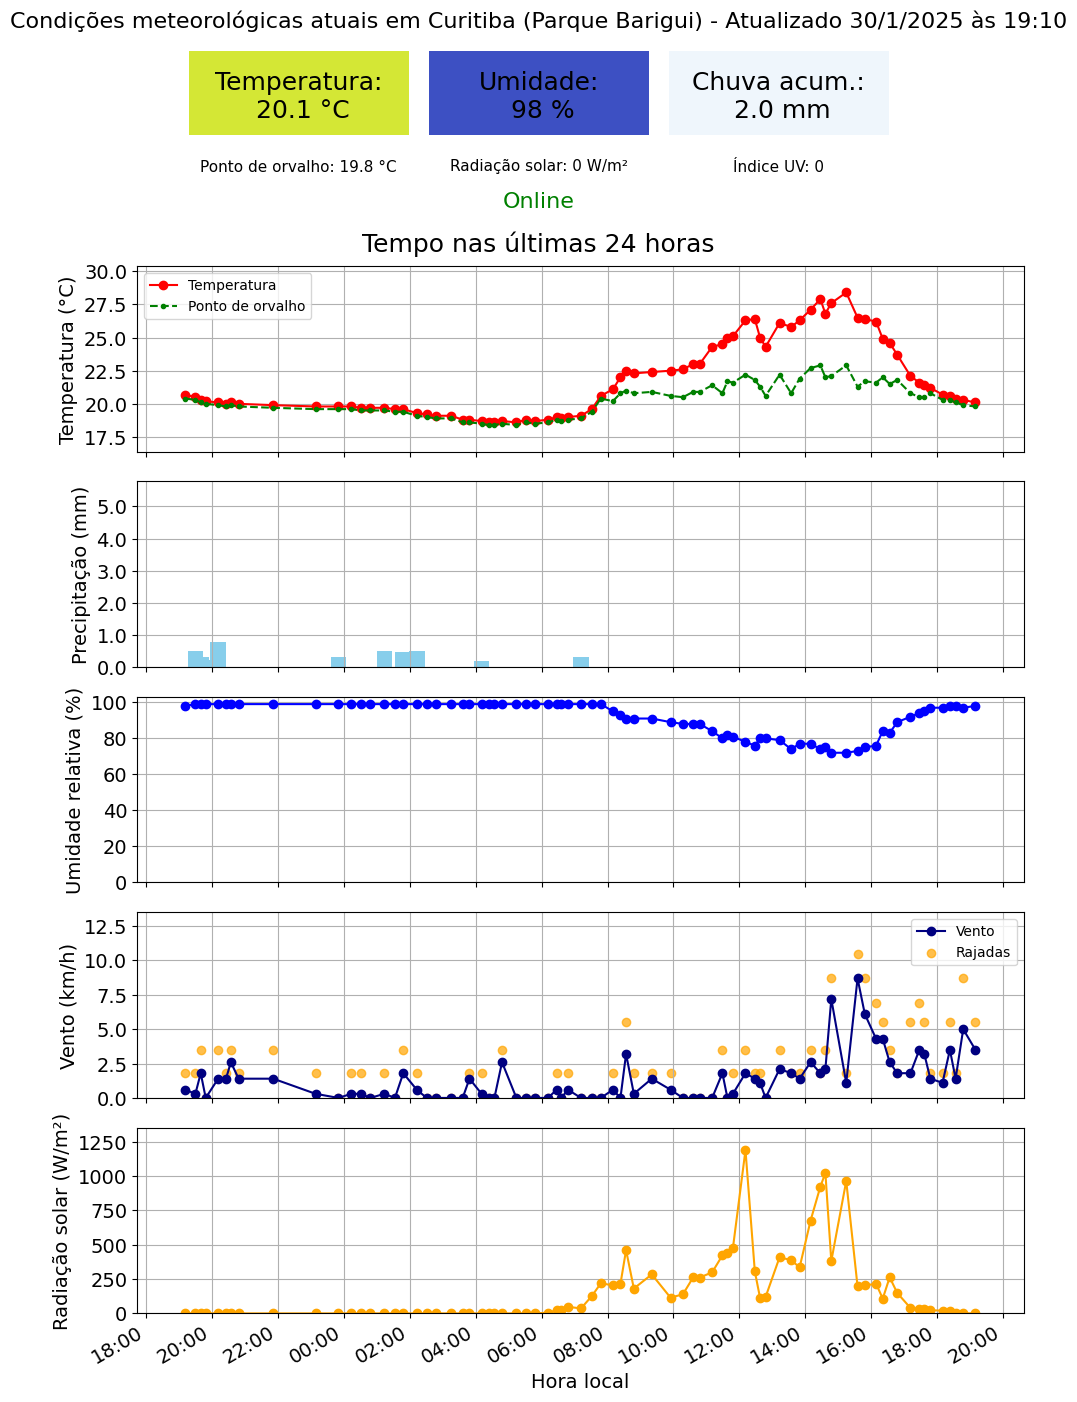 Condições meteorológicas atuais em Curitiba (Parque Barigui) - Atualizado 30/1/2025 às 19:10
Temperatura:
20.1 °C
Umidade:
98 %
Chuva acum.:
2.0 mm
Ponto de orvalho: 19.8 °C
Radiação solar: 0 W/m²
Índice UV: 0
Online
Tempo nas últimas 24 horas
Temperatura (°C)
30.0
27.5
25.0
22.5
20.0
17.5
Temperatura
Ponto de orvalho
Precipitação (mm)
5.0
4.0
3.0
2.0
1.0
0.0
Umidade relativa (%)
100
80
60
40
20
0
Vento (km/h)
12.5
10.0
7.5
5.0
2.5
0.0
Vento
Rajadas
Radiação solar (W/m²)
1250
1000
750
500
250
0
18:00
20:00
22:00
00:00
02:00
04:00
06:00
08:00
10:00
12:00
14:00
16:00
18:00
20:00
Hora local